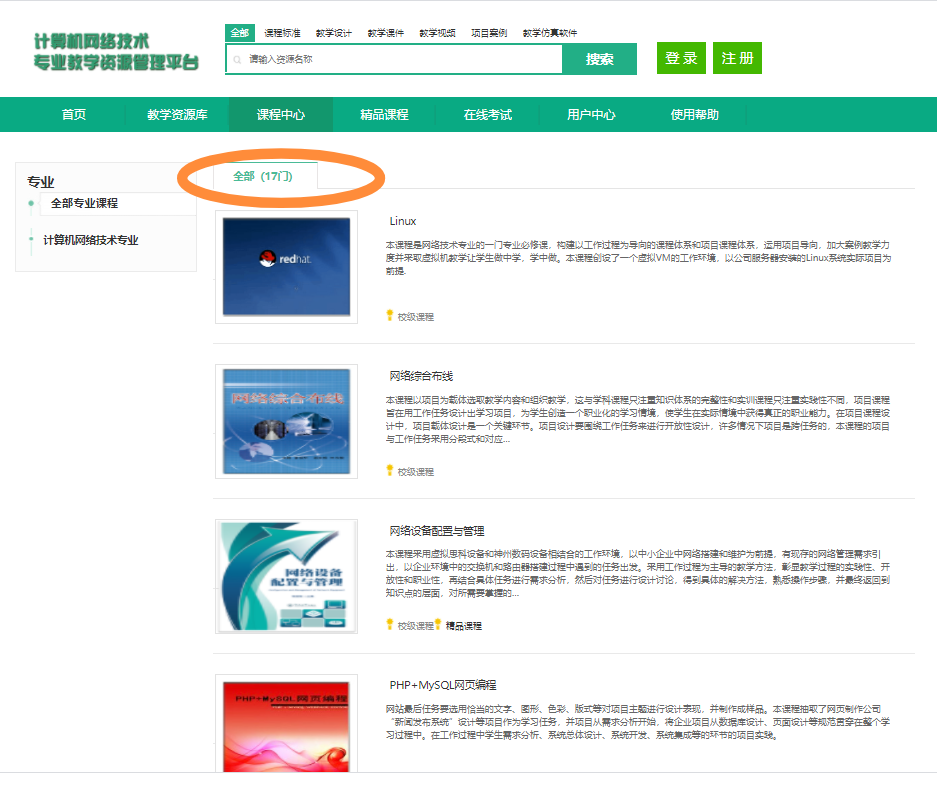 计算机网络技术
专业教学资源管理平台
全部 课程标准 教学设计 教学课件 教学视频 项目案例 教学仿真软件
请输入资源名称 搜索 登 录 注 册
首页 教学资源库 课程中心 精品课程 在线考试 用户中心 使用帮助
专业
全部专业课程
计算机网络技术专业
全部（17门）
redhat.
Linux
本课程是网络技术专业的一门专业必修课，构建以工作过程为导向的课程体系和项目课程体系，运用项目导向，加大案例教学力
度并采取虚拟机教学让学生做中学，学中做。本课程创设了一个虚拟VM的工作环境，以公司服务器安装的Linux系统实际项目为
前提.
校级课程
网络综合布线
网络综合布线
本课程以项目为载体选取教学内容和组织教学，这与学科课程只注重知识体系的完整性和实训课程只注重实践性不同，项目课程
旨在用工作任务设计出学习项目，为学生创造一个职业化的学习情境，使学生在实际情境中获得真正的职业能力。在项目课程设
计中，项目载体设计是一个关键环节。项目设计要围绕工作任务来进行开放性设计，许多情况下项目是跨任务的，本课程的项目
与工作任务采用分段式和对应...
校级课程
网络设备
配置与管理
网络设备配置与管理
本课程采用虚拟思科设备和神州数码设备相结合的工作环境，以中小企业中网络搭建和维护为前提，有现存的网络管理需求引
出，以企业环境中的交换机和路由器搭建过程中遇到的任务出发。采用工作过程为主导的教学方法，彰显教学过程的实践性、开
放性和职业性，再结合具体任务进行需求分析，然后对任务进行设计讨论，得到具体的解决方法，熟悉操作步骤，并最终返回到
知识点的层面，对所需要掌握的...
校级课程 精品课程
PHP+MySQL网页编程
PHP+MySQL网页编程
网站最后任务要选用恰当的文字、图形、色彩、版式等对项目主题进行设计表现，并制作成样品。本课程抽取了网页制作公司
“新闻发布系统”设计等项目作为学习任务，并项目从需求分析开始，将企业项目从数据库设计、页面设计等规范贯穿在整个学
习过程中。在工作过程中学生需求分析、系统总体设计、系统开发、系统集成等的环节的项目实践。